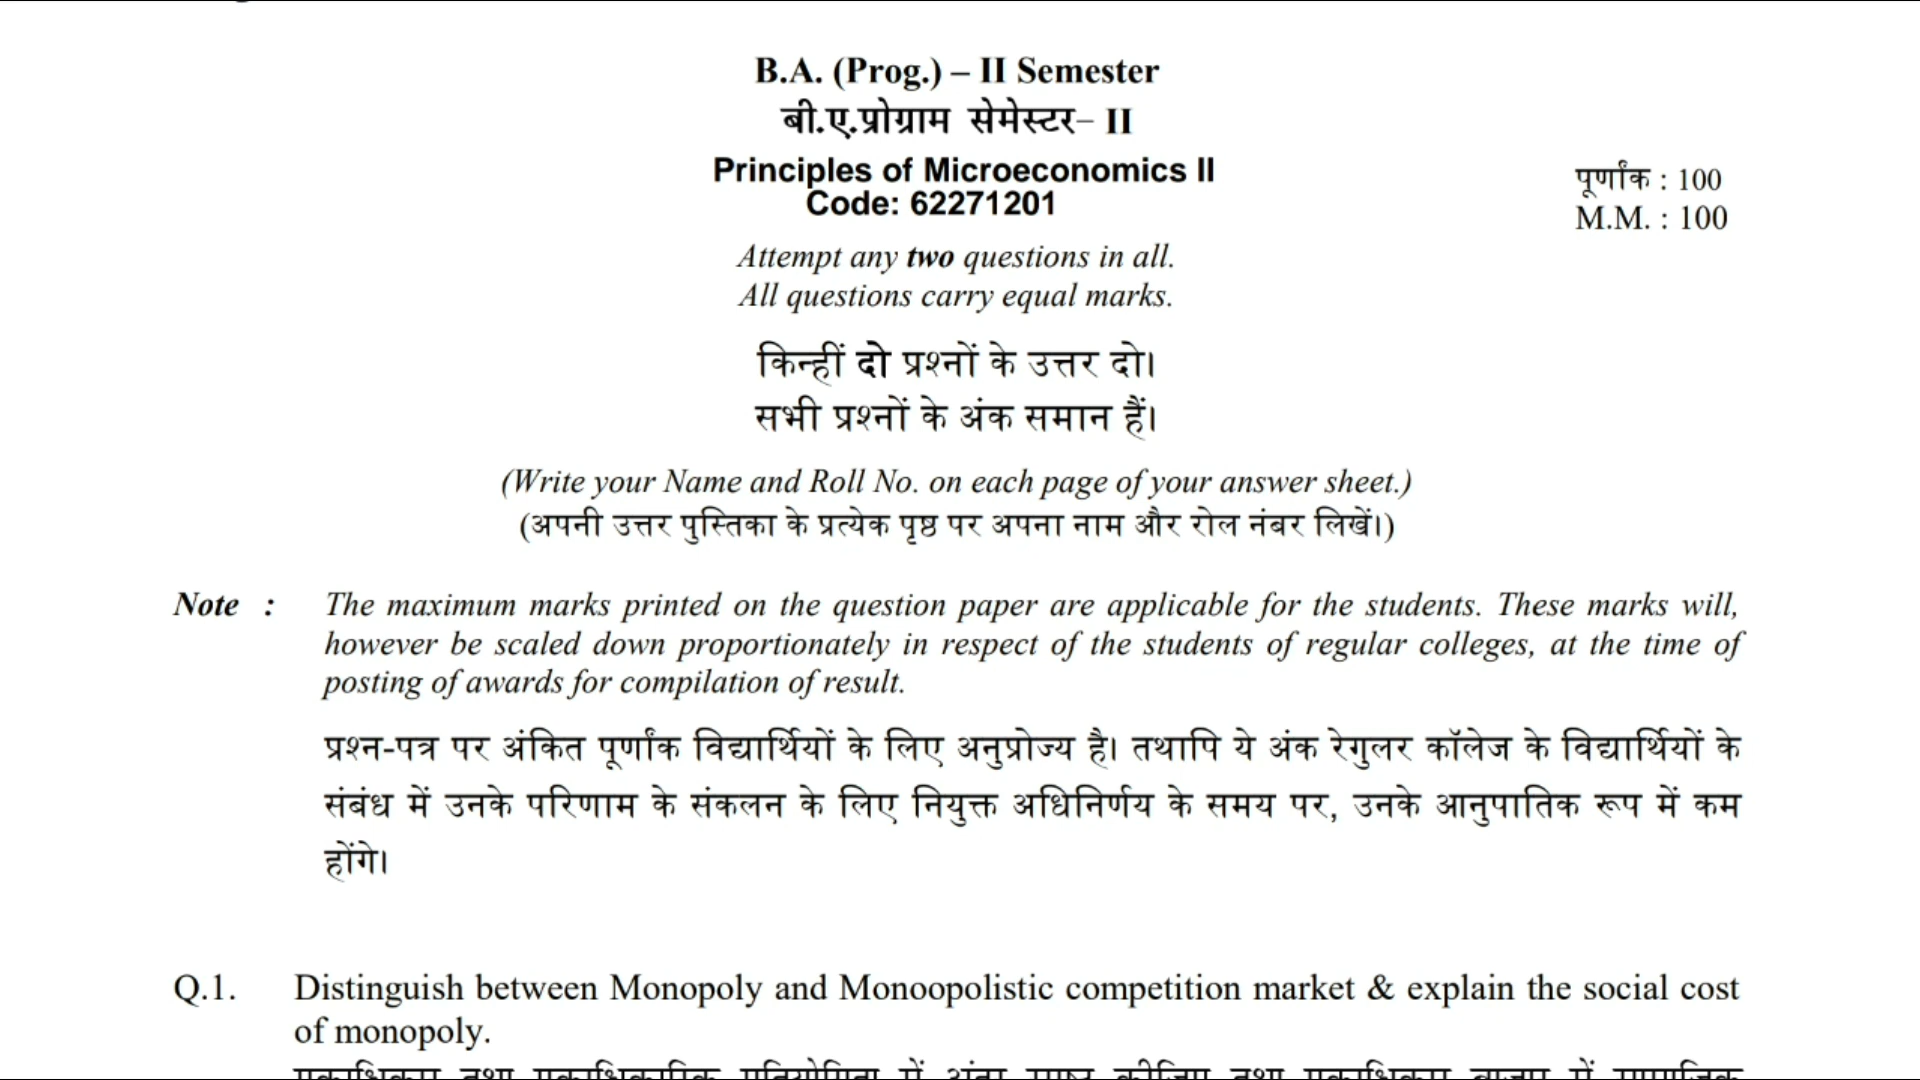 B.A. (Prog.) – II Semester
बी.ए.प्रोग्राम सेमेस्टर– II
Principles of Microeconomics II
Code: 62271201
पूर्णांक : 100
M.M. : 100
Attempt any two questions in all.
All questions carry equal marks.
किन्हीं दो प्रश्नों के उत्तर दो।
सभी प्रश्नों के अंक समान हैं।
(Write your Name and Roll No. on each page of your answer sheet.)
(अपनी उत्तर पुस्तिका के प्रत्येक पृष्ठ पर अपना नाम और रोल नंबर लिखें।)
Note : The maximum marks printed on the question paper are applicable for the students. These marks will,
however be scaled down proportionately in respect of the students of regular colleges, at the time of
posting of awards for compilation of result.
प्रश्न-पत्र पर अंकित पूर्णांक विद्यार्थियों के लिए अनुप्रोज्य है। तथापि ये अंक रेगुलर कॉलेज के विद्यार्थियों के
संबंध में उनके परिणाम के संकलन के लिए नियुक्त अधिनिर्णय के समय पर, उनके आनुपातिक रूप में कम
होंगे।
Q.1. Distinguish between Monopoly and Monoopolistic competition market & explain the social cost
of monopoly.